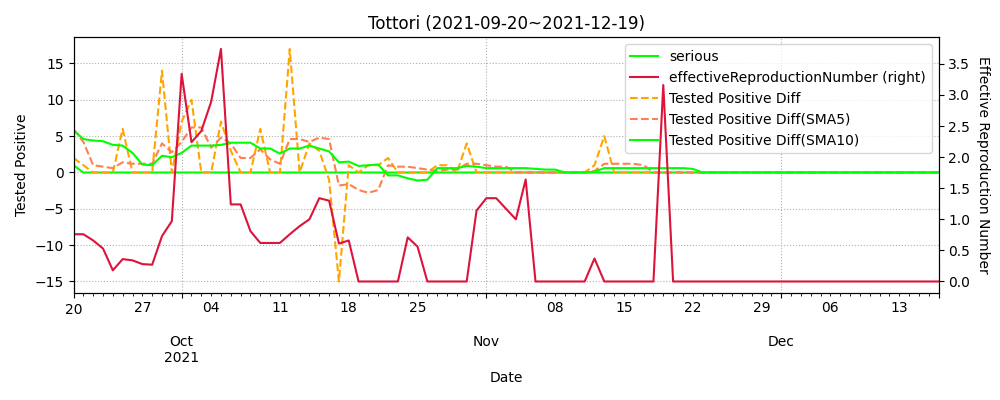 Tottori (2021-09-20~2021-12-19)
serious
effectiveReproductionNumber (right)
Tested Positive Diff
Tested Positive Diff(SMA5)
Tested Positive Diff(SMA10)
Tested Positive
15
10
5
0
−5
−10
−15
3.5
3.0
2.5
2.0
1.5
1.0
0.5
0.0
Effective Reproduction Number
20 27 04 11 18 25 08 15 22 29 06 13
Oct Nov Dec
2021
Date